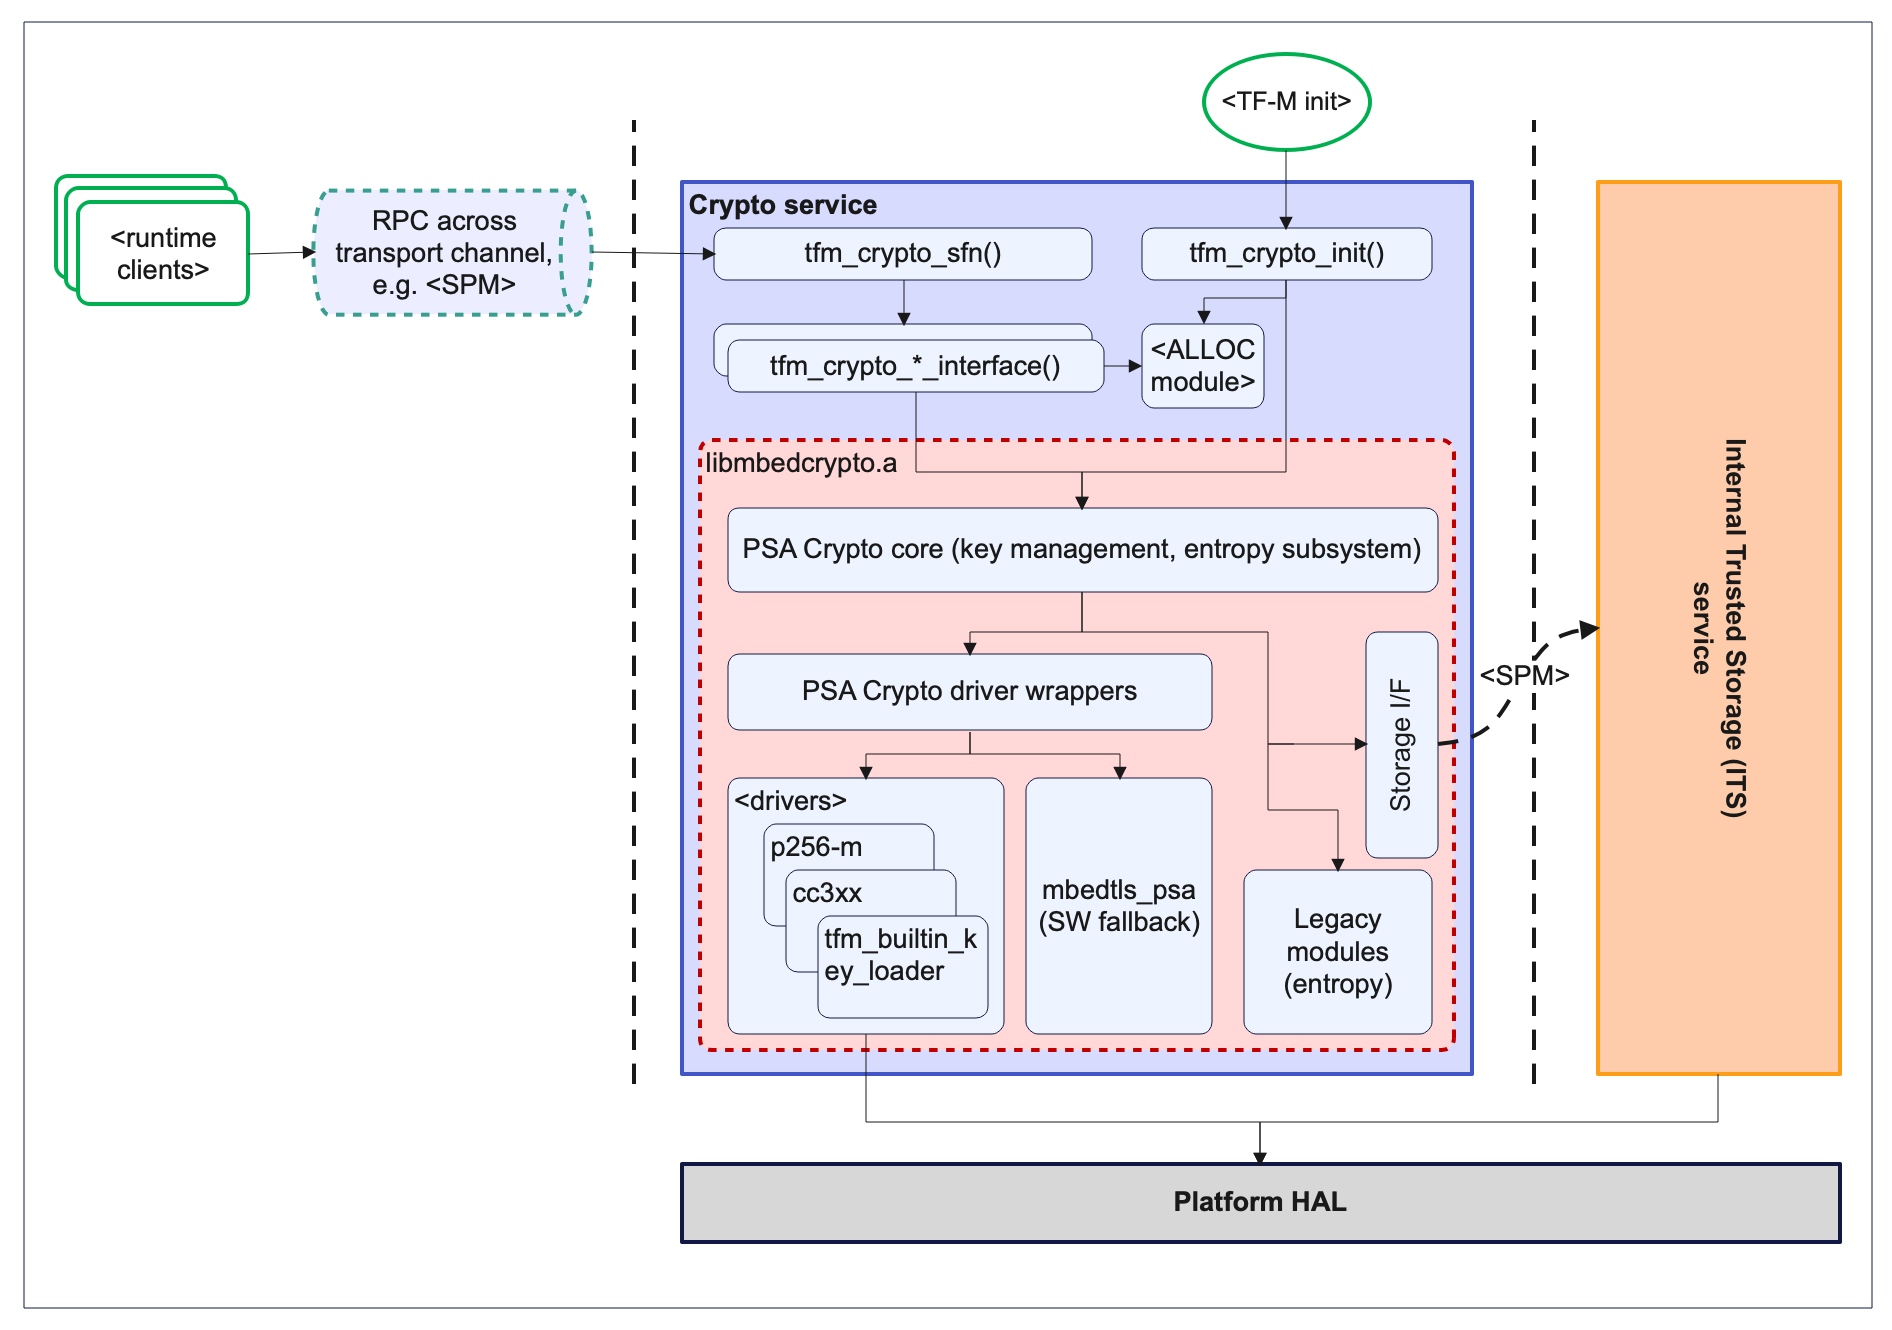 <TF-M init>
<runtime
clients>
RPC across
transport channel,
e.g. <SPM>
Crypto service
tfm_crypto_sfn()
tfm_crypto_init()
tfm_crypto_*_interface()
<ALLOC
module>
libmbedcrypto.a
PSA Crypto core (key management, entropy subsystem)
PSA Crypto driver wrappers
Storage I/F
<SPM>
Internal Trusted Storage (ITS)
service
<drivers>
p256-m
cc3xx
tfm_builtin_k
ey_loader
mbedtls_psa
(SW fallback)
Legacy
modules
(entropy)
Platform HAL